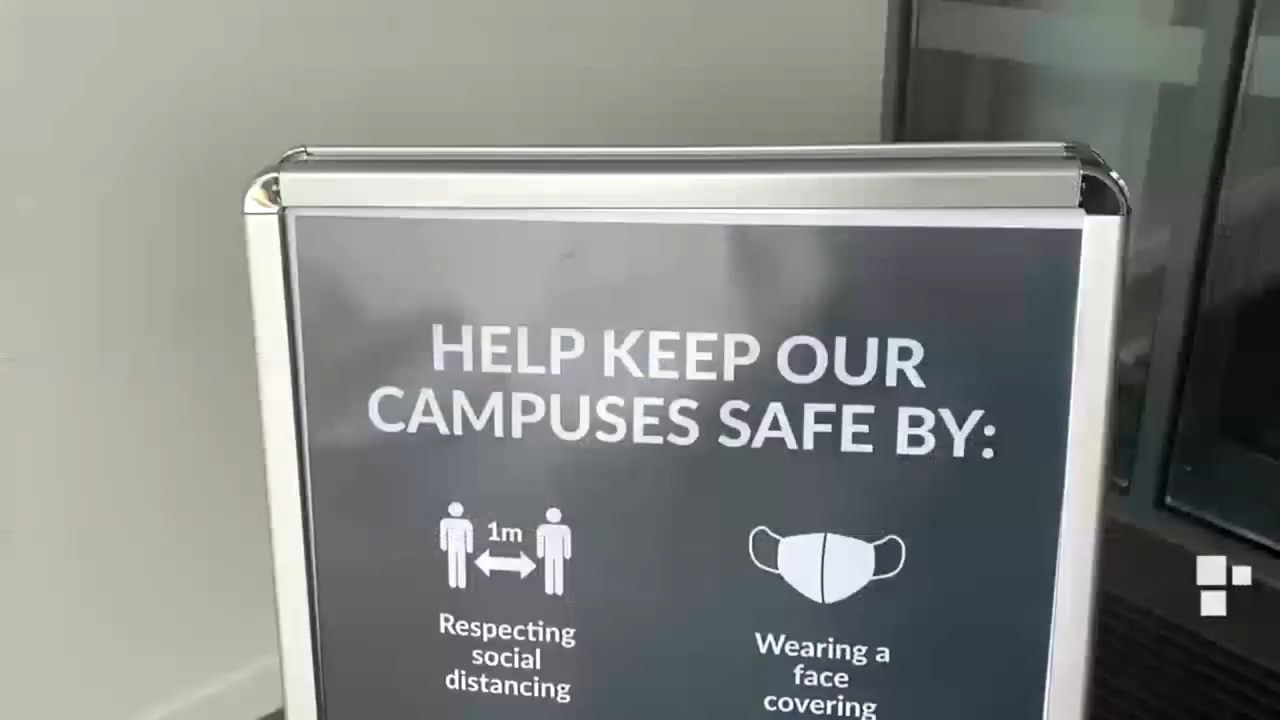 HELP KEEP OUR
CAMPUSES SAFE BY:
1m
Respecting
social
distancing
Wearing a
face
covering